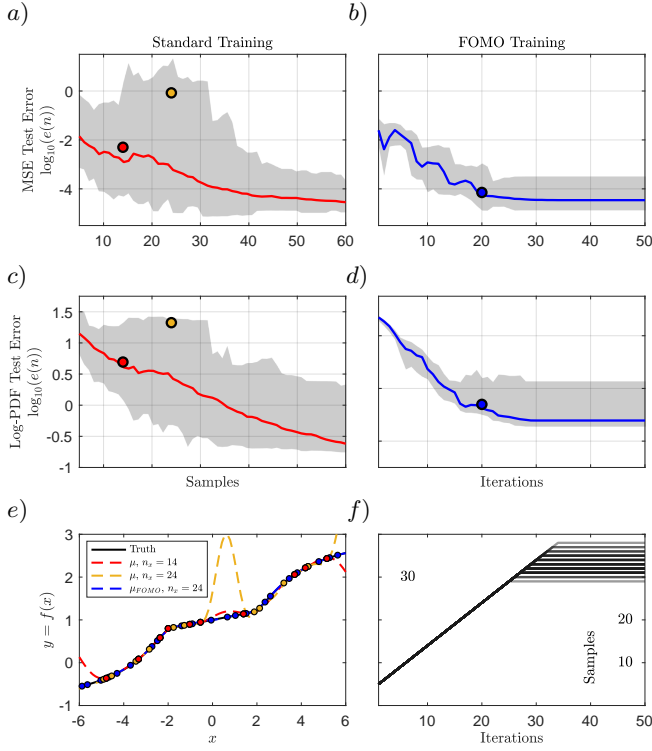 a)
b)
Standard Training
FOMO Training
MSE Test Error
log₁₀(e(n))
0
-2
-4
10 20 30 40 50 60
10 20 30 40 50
c)
d)
Log-PDF Test Error
log₁₀(e(n))
1.5
1
0.5
0
-0.5
-1
Samples
Iterations
e)
f)
y = f(x)
3
2
1
0
-1
Truth
μ, nₓ = 14
μ, nₓ = 24
μ_FOMO, nₓ = 24
-6 -4 -2 0 2 4 6
x
30
20
10
Samples
01 10 20 30 40 50
Iterations